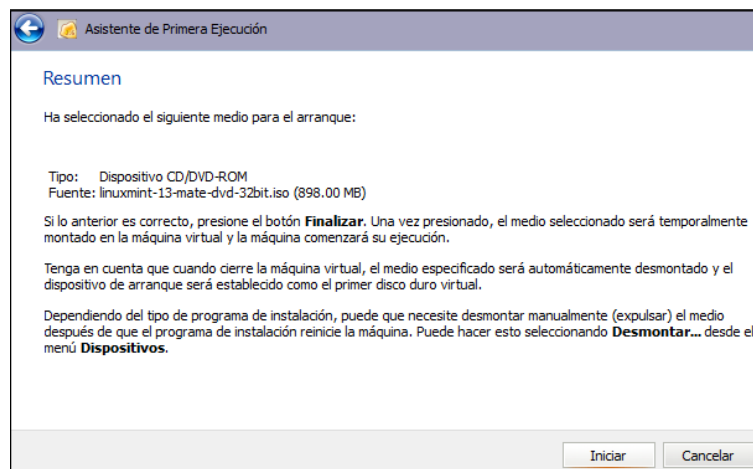 Asistente de Primera Ejecución
Resumen
Ha seleccionado el siguiente medio para el arranque:
Tipo: Dispositivo CD/DVD-ROM
Fuente: linuxmint-13-mate-dvd-32bit.iso (898.00 MB)
Si lo anterior es correcto, presione el botón Finalizar. Una vez presionado, el medio seleccionado será temporalmente
montado en la máquina virtual y la máquina comenzará su ejecución.
Tenga en cuenta que cuando cierre la máquina virtual, el medio especificado será automáticamente desmontado y el
dispositivo de arranque será establecido como el primer disco duro virtual.
Dependiendo del tipo de programa de instalación, puede que necesite desmontar manualmente (expulsar) el medio
después de que el programa de instalación reinicie la máquina. Puede hacer esto seleccionando Desmontar... desde el
menú Dispositivos.
Iniciar
Cancelar